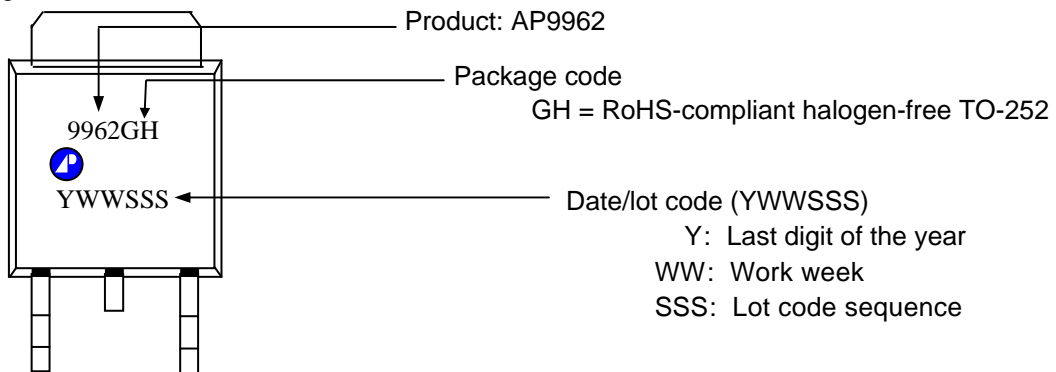 Product: AP9962
Package code
GH = RoHS-compliant halogen-free TO-252
9962GH
YWWSSS
Date/lot code (YWWSSS)
Y: Last digit of the year
WW: Work week
SSS: Lot code sequence